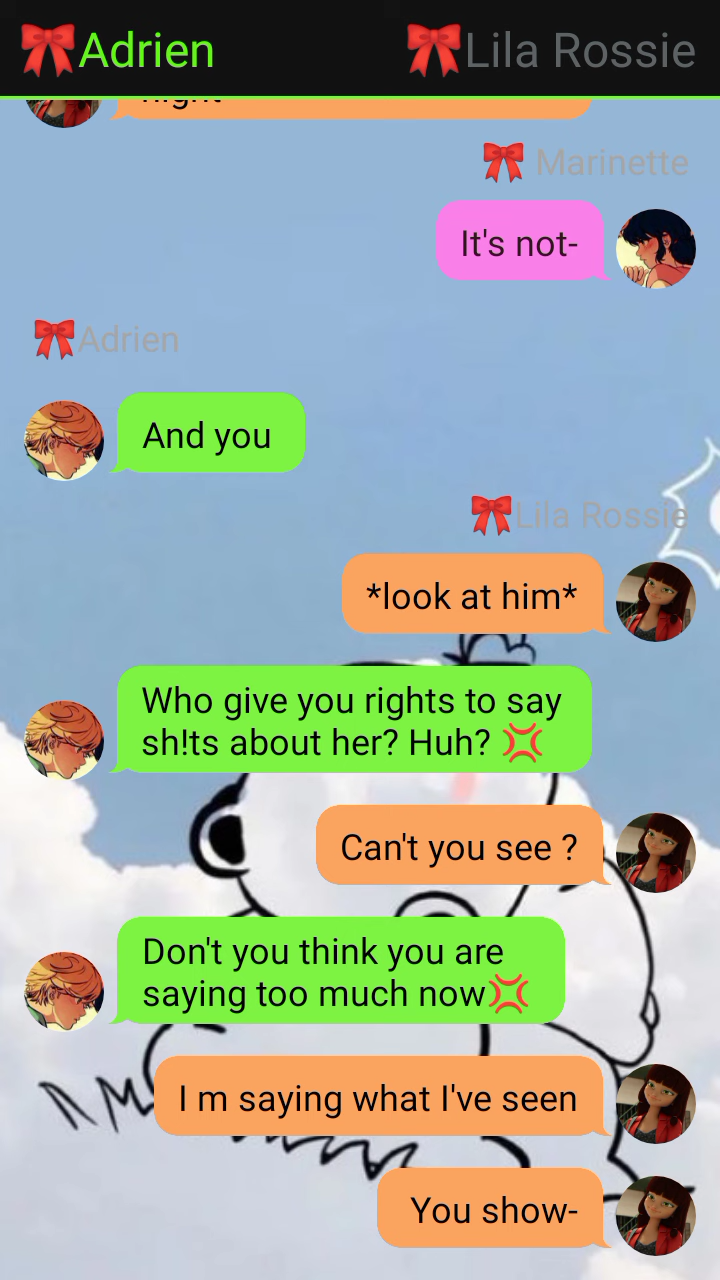 🎀Adrien
🎀Lila Rossie
night
🎀 Marinette
It's not-
🎀Adrien
And you
🎀Lila Rossie
*look at him*
Who give you rights to say
sh!ts about her? Huh? 💢
Can't you see ?
Don't you think you are
saying too much now💢
I m saying what I've seen
You show-